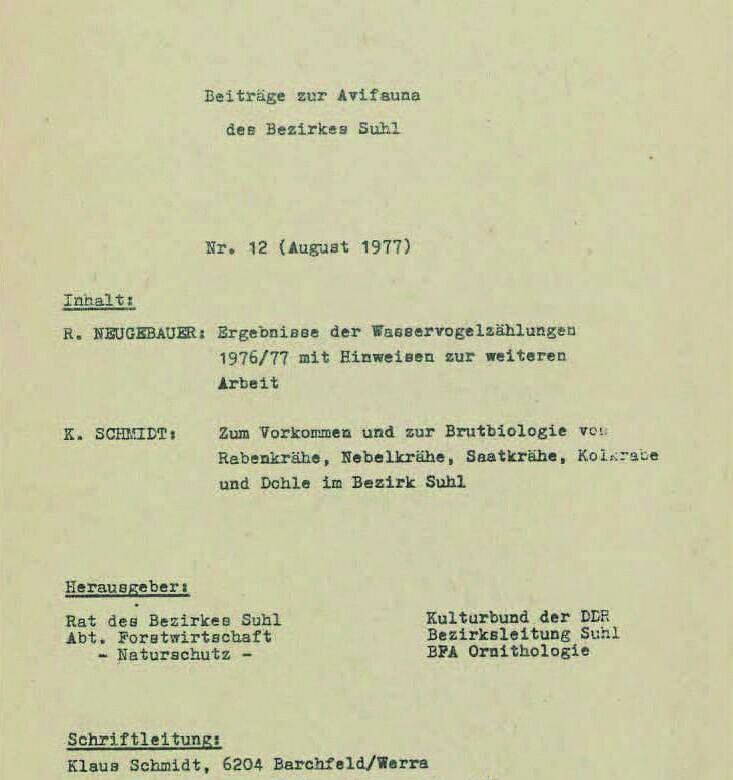 Beiträge zur Avifauna
des Bezirkes Suhl
Nr. 12 (August 1977)
Inhalt:
R. NEUGEBAUER: Ergebnisse der Wasservogelzählungen
1976/77 mit Hinweisen zur weiteren
Arbeit
K. SCHMIDT: Zum Vorkommen und zur Brutbiologie von
Rabenkrähe, Nebelkrähe, Saatkrähe, Kolkrabe
und Dohle im Bezirk Suhl
Herausgeber:
Rat des Bezirkes Suhl
Abt. Forstwirtschaft
- Naturschutz -
Kulturbund der DDR
Bezirksleitung Suhl
BFA Ornithologie
Schriftleitung:
Klaus Schmidt, 6204 Barchfeld/Werra